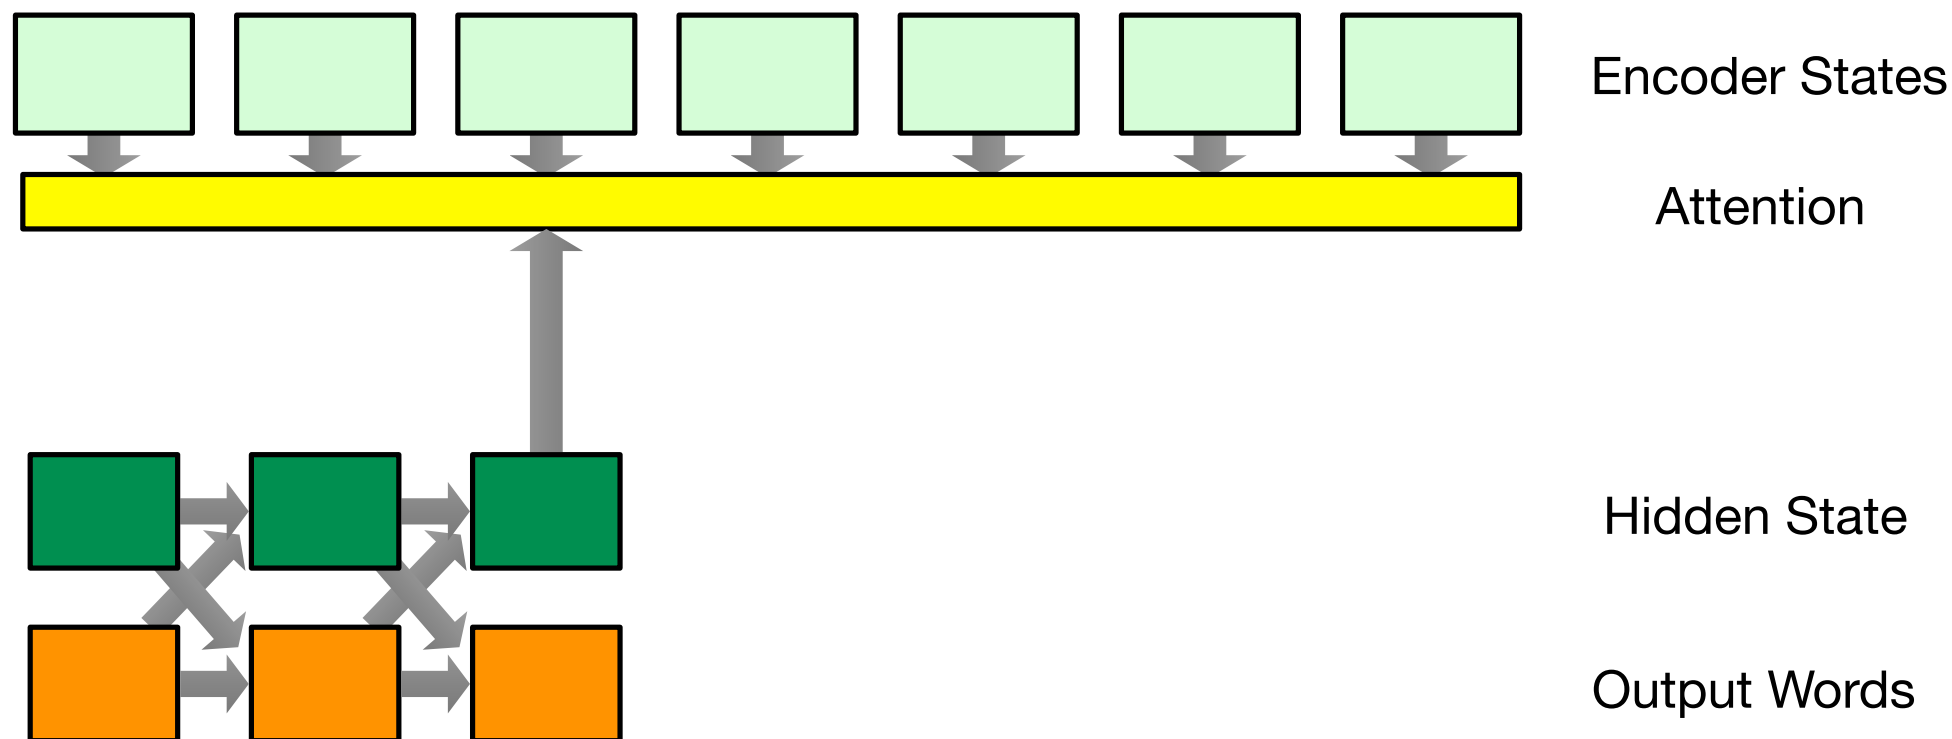 Encoder States
Attention
Hidden State
Output Words